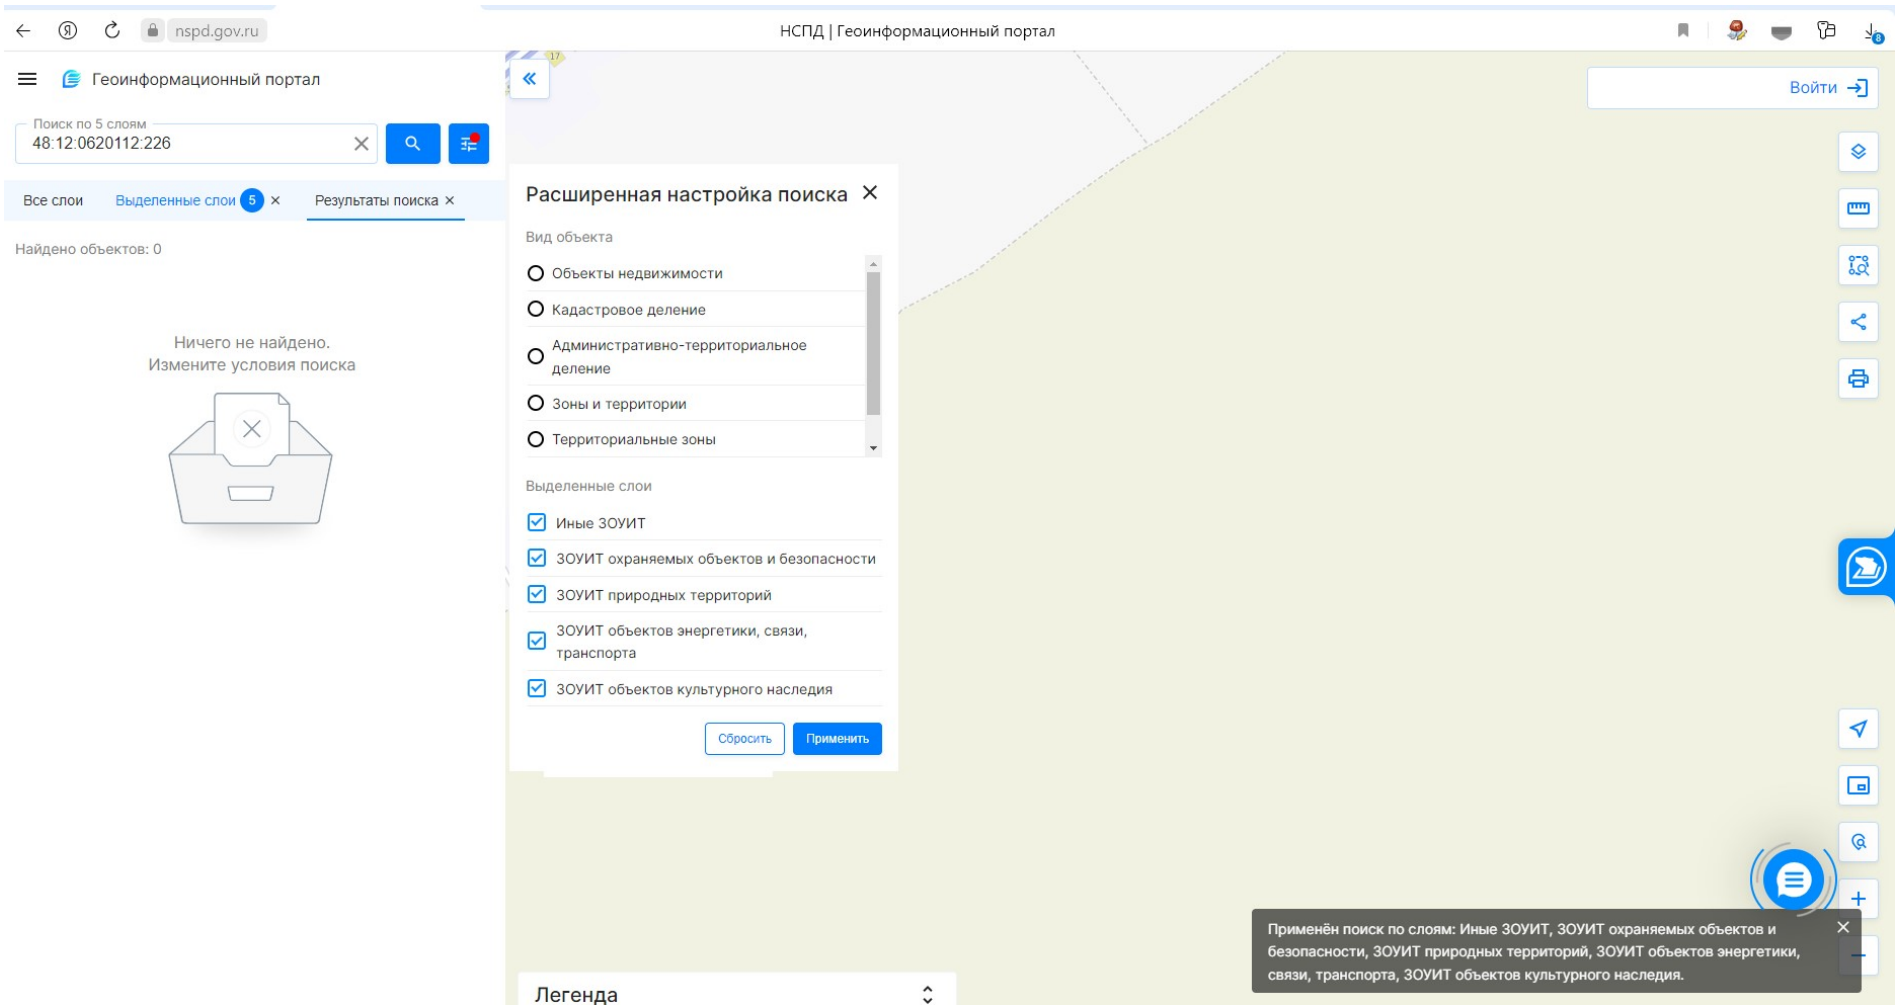 nspd.gov.ru
НСПД | Геоинформационный портал
8
Геоинформационный портал
17
Войти
Поиск по 5 слоям
48:12:0620112:226
Все слои
Выделенные слои 5
Результаты поиска
Найдено объектов: 0
Ничего не найдено.
Измените условия поиска
Расширенная настройка поиска
Вид объекта
Объекты недвижимости
Кадастровое деление
Административно-территориальное
деление
Зоны и территории
Территориальные зоны
Выделенные слои
Иные ЗОУИТ
ЗОУИТ охраняемых объектов и безопасности
ЗОУИТ природных территорий
ЗОУИТ объектов энергетики, связи,
транспорта
ЗОУИТ объектов культурного наследия
Сбросить
Применить
Легенда
Применён поиск по слоям: Иные ЗОУИТ, ЗОУИТ охраняемых объектов и
безопасности, ЗОУИТ природных территорий, ЗОУИТ объектов энергетики,
связи, транспорта, ЗОУИТ объектов культурного наследия.